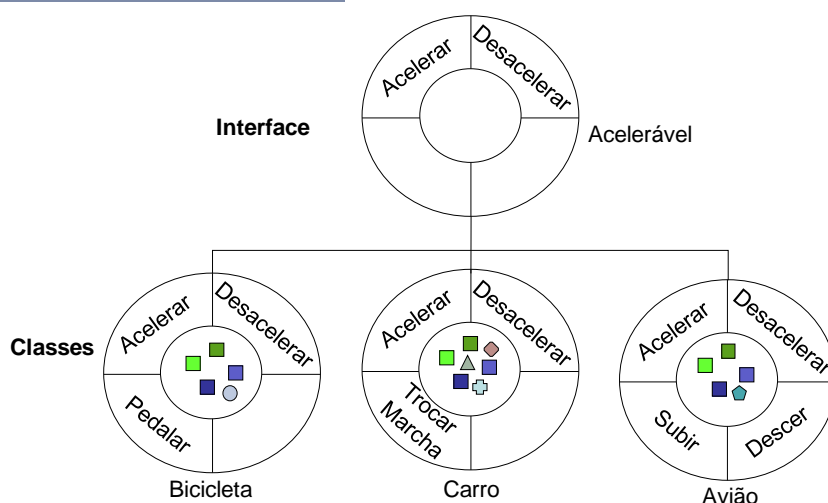 Acelerar
Desacelerar
Interface
Acelerável
Acelerar
Desacelerar
Acelerar
Desacelerar
Acelerar
Desacelerar
Classes
Pedalar
Trocar
Marcha
Subir
Descer
Bicicleta
Carro
Avião